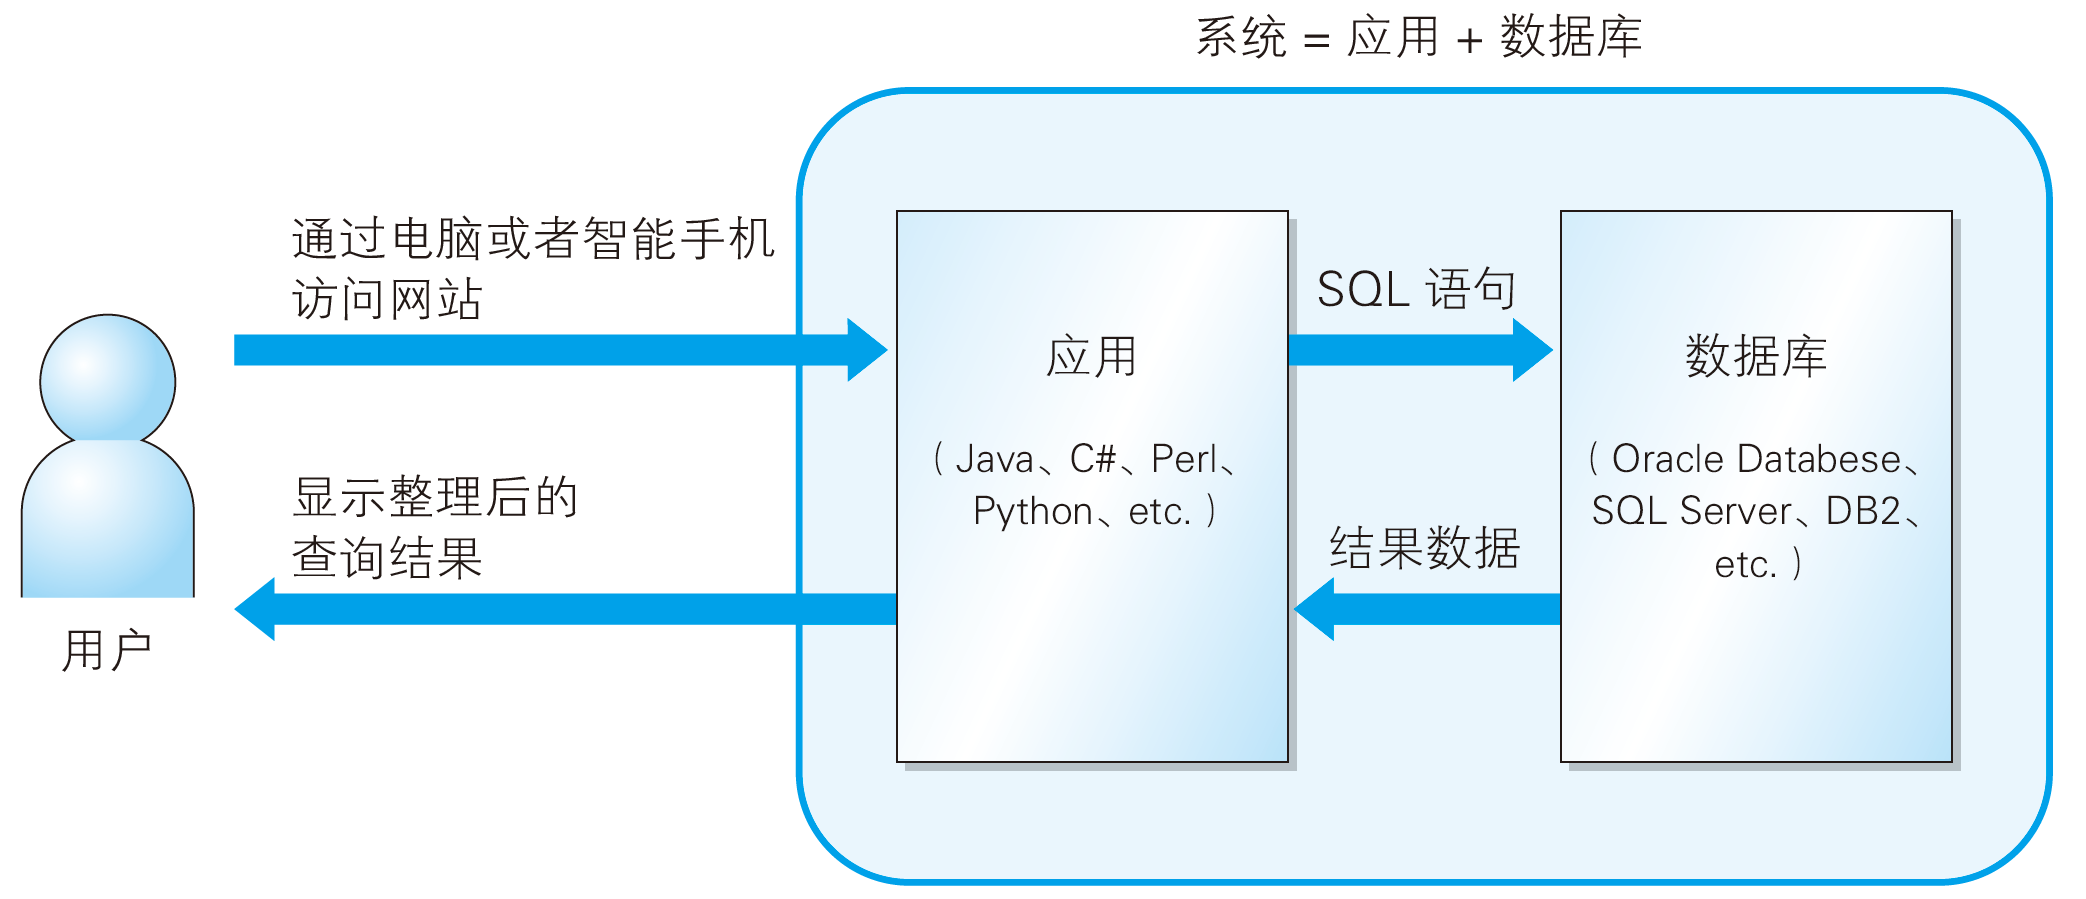 系统 = 应用 + 数据库
通过电脑或者智能手机
访问网站
SQL 语句
应用
（Java、C#、Perl、
Python、etc.）
数据库
（Oracle Databese、
SQL Server、DB2、
etc.）
显示整理后的
查询结果
结果数据
用户